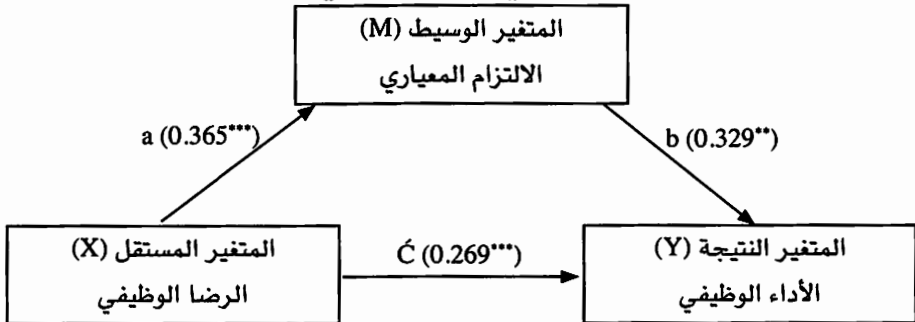 المتغير الوسيط (M)
الالتزام المعياري
a (0.365***)
b (0.329**)
المتغير المستقل (X)
الرضا الوظيفي
Ć (0.269***)
المتغير النتيجة (Y)
الأداء الوظيفي